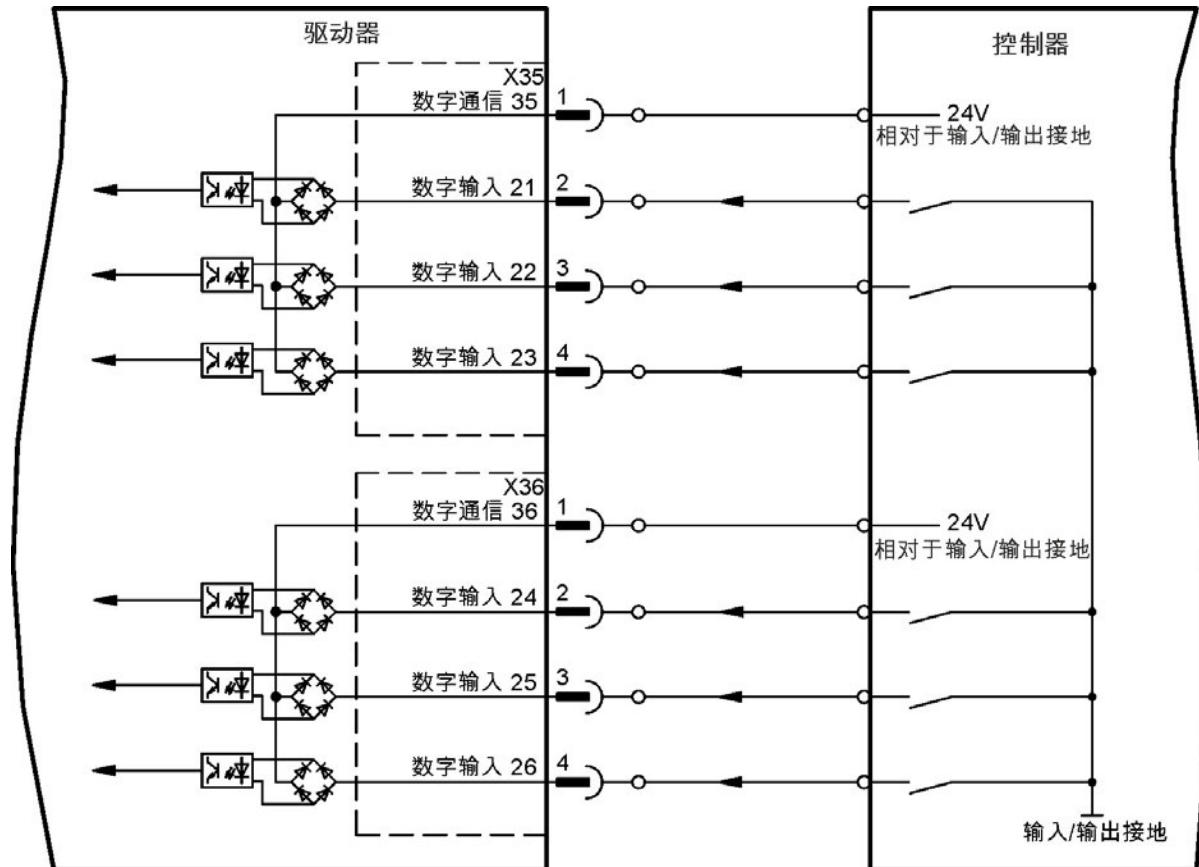 驱动器
控制器
X35
数字通信 35
1
24V
相对于输入/输出接地
数字输入 21
2
数字输入 22
3
数字输入 23
4
X36
数字通信 36
1
24V
相对于输入/输出接地
数字输入 24
2
数字输入 25
3
数字输入 26
4
输入/输出接地